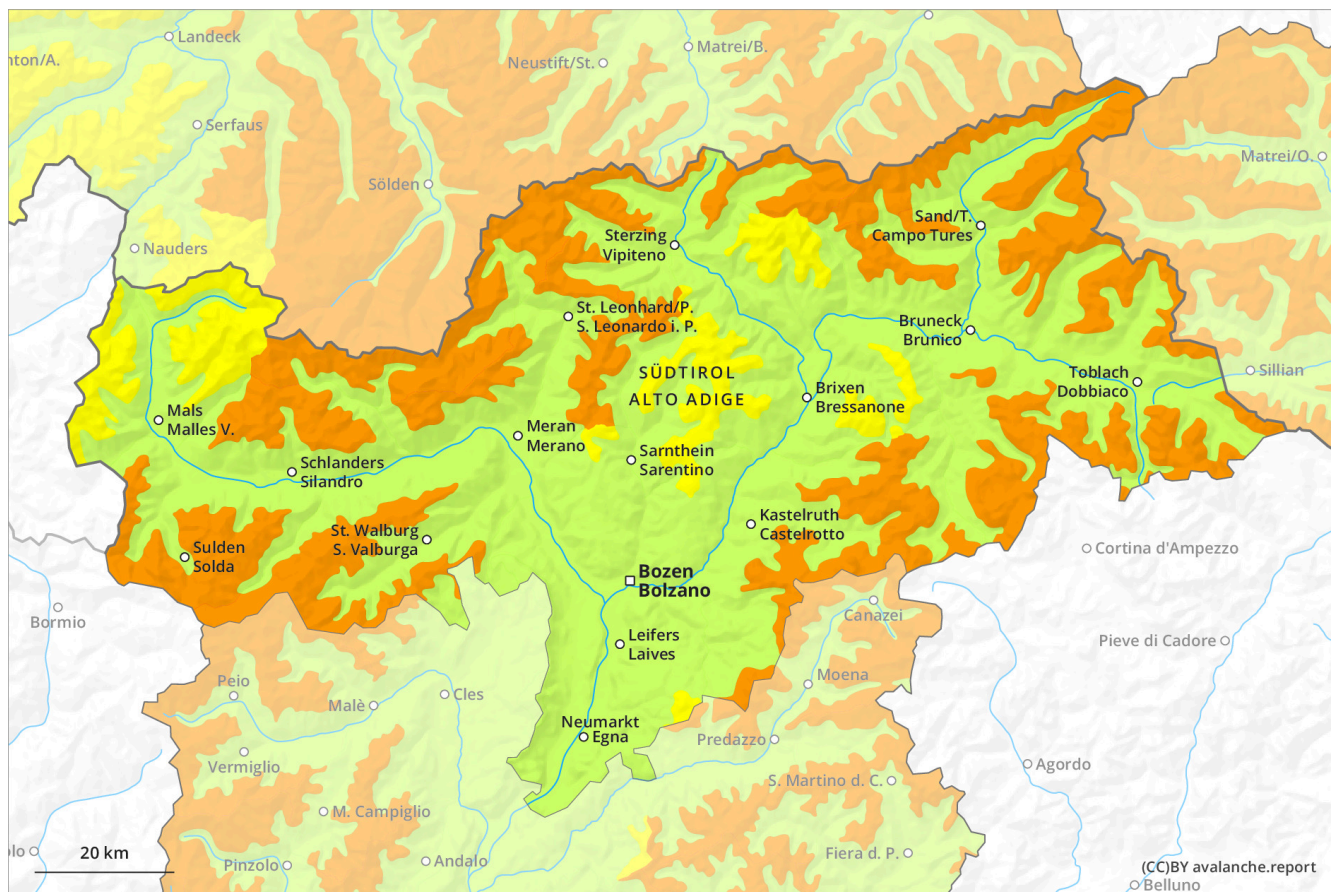 Landeck
nton/A.
Matrei/B.
Neustift/St.
Serfaus
Matrei/O.
Sölden
Nauders
Sterzing
Vipiteno
Sand/T.
Campo Tures
St. Leonhard/P.
S. Leonardo i. P.
Bruneck
Brunico
SÜDTIROL
ALTO ADIGE
Toblach
Dobbiaco
Sillian
Brixen
Bressanone
Mals
Malles V.
Meran
Merano
Sarnthein
Sarentino
Schlanders
Silandro
Kastelruth
Castelrotto
St. Walburg
S. Valburga
Sulden
Solda
Cortina d'Ampezzo
Bozen
Bolzano
Bormio
Canazei
Leifers
Laives
Pieve di Cadore
Peio
Malè
Cles
Moena
Neumarkt
Egna
Predazzo
Vermiglio
Agordo
S. Martino d. C.
M. Campiglio
olo
20 km
Pinzolo
Andalo
Fiera d. P.
(CC)BY avalanche.report
Belluno